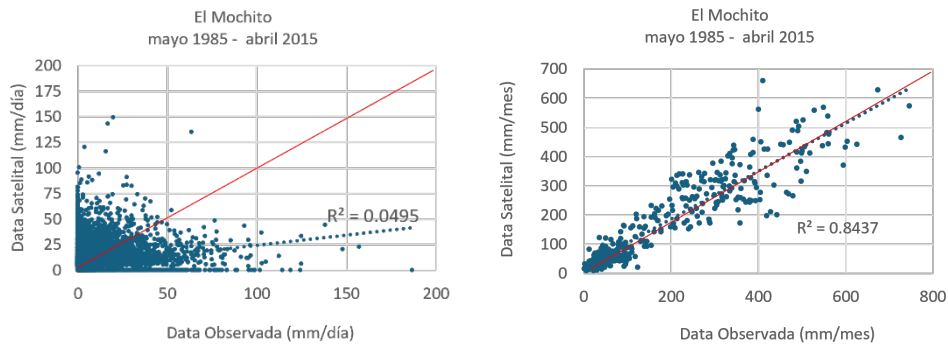 El Mochito
mayo 1985 - abril 2015
200
175
150
125
100
75
50
25
0
Data Satelital (mm/día)
R² = 0.0495
0
50
100
150
200
Data Observada (mm/día)
El Mochito
mayo 1985 - abril 2015
700
600
500
400
300
200
100
0
Data Satelital (mm/mes)
R² = 0.8437
0
200
400
600
800
Data Observada (mm/mes)